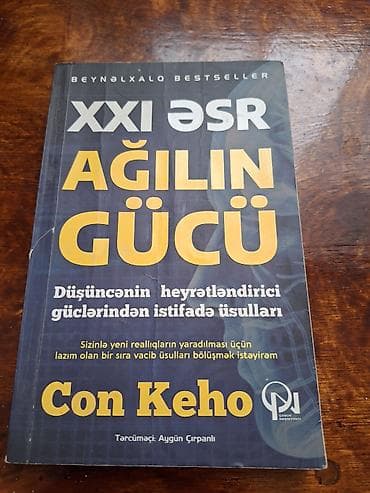 BEYNƏLXALQ BESTSELLER
XXI ƏSR
AĞILIN
GÜCÜ
Düşüncənin heyrətləndirici
güclərindən istifadə üsulları
Sizinlə yeni reallıqların yaradılması üçün
lazım olan bir sıra vacib üsulları bölüşmək istəyirəm
Con Keho
Tərcüməçi: Aygün Çırpanlı